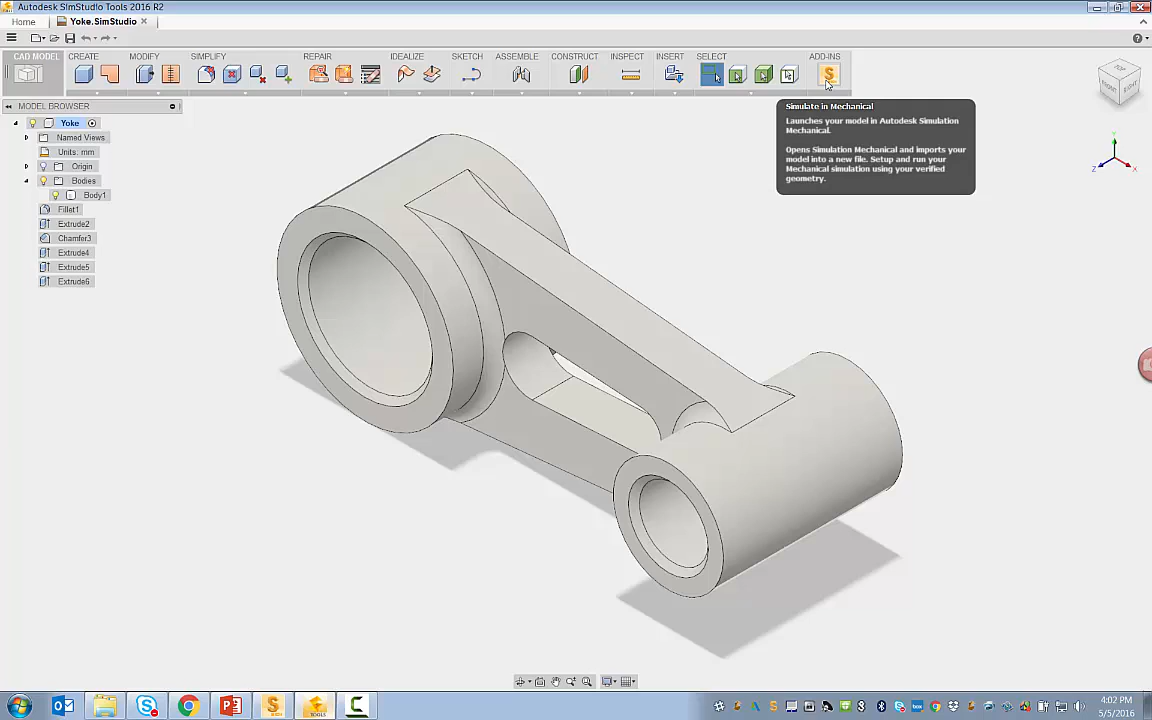 Autodesk SImStudio Tools 2016 R2
Home
Yoke.SimStudio
CAD MODEL
CREATE
MODIFY
SIMPLIFY
REPAIR
IDEALIZE
SKETCH
ASSEMBLE
CONSTRUCT
INSPECT
INSERT
SELECT
ADD-INS
MODEL BROWSER
Yoke
Named Views
Units: mm
Origin
Bodies
Body1
Fillet1
Extrude2
Chamfer3
Extrude4
Extrude5
Extrude6
Simulate in Mechanical
Launches your model in Autodesk Simulation
Mechanical.
Opens Simulation Mechanical and imports your
model into a new file. Setup and run your
Mechanical simulation using your verified
geometry.
FRONT
RIGHT
Y
Z
X
TOOLS
4:02 PM
5/5/2016